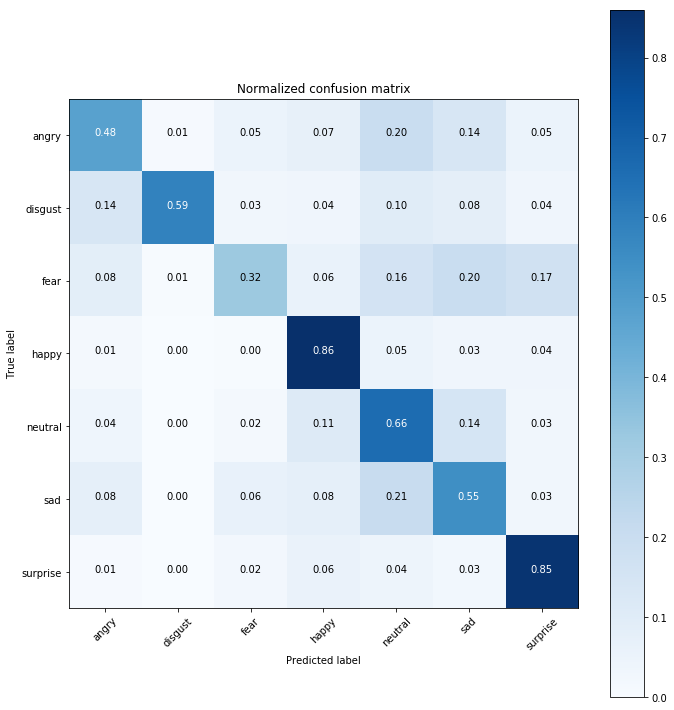 Normalized confusion matrix
angry 0.48 0.01 0.05 0.07 0.20 0.14 0.05
disgust 0.14 0.59 0.03 0.04 0.10 0.08 0.04
fear 0.08 0.01 0.32 0.06 0.16 0.20 0.17
happy 0.01 0.00 0.00 0.86 0.05 0.03 0.04
neutral 0.04 0.00 0.02 0.11 0.66 0.14 0.03
sad 0.08 0.00 0.06 0.08 0.21 0.55 0.03
surprise 0.01 0.00 0.02 0.06 0.04 0.03 0.85
angry disgust fear happy neutral sad surprise
True label
Predicted label
0.8
0.7
0.6
0.5
0.4
0.3
0.2
0.1
0.0